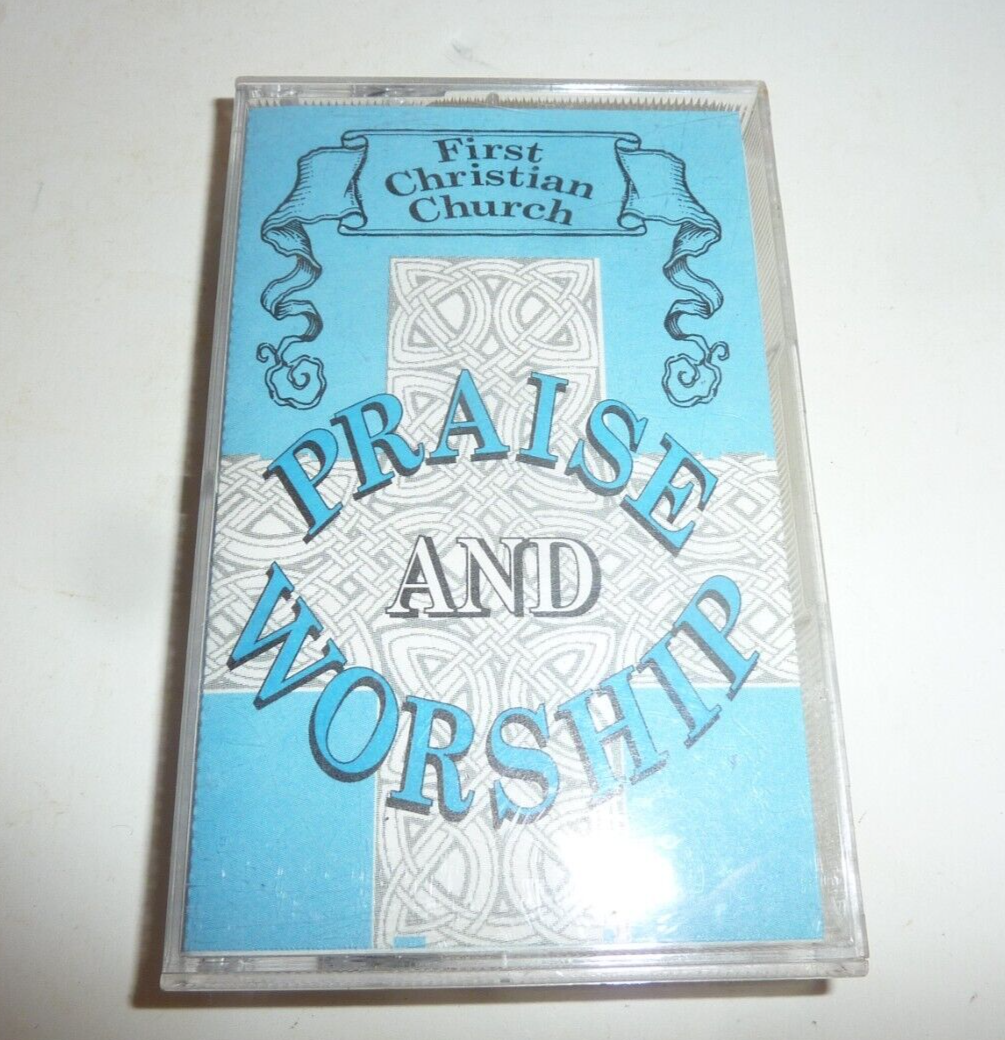 First
Christian
Church
PRAISE
AND
WORSHIP